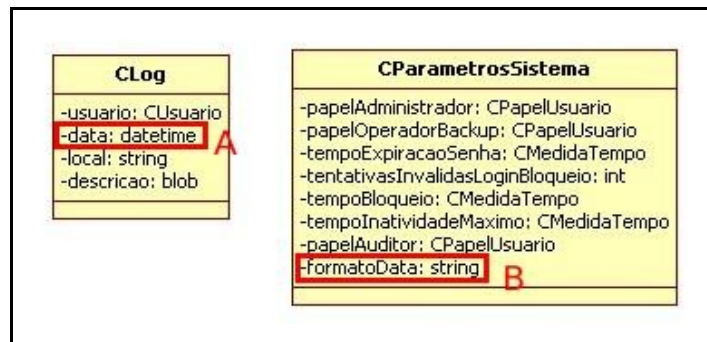 CLog
-usuario: CUsuario
-data: datetime
A
-local: string
-descricao: blob
CParametrosSistema
-papelAdministrador: CPapelUsuario
-papelOperadorBackup: CPapelUsuario
-tempoExpiracaoSenha: CMedidaTempo
-tentativasInvalidasLoginBloqueio: int
-tempoBloqueio: CMedidaTempo
-tempoInatividadeMaximo: CMedidaTempo
-papelAuditor: CPapelUsuario
-formatoData: string
B